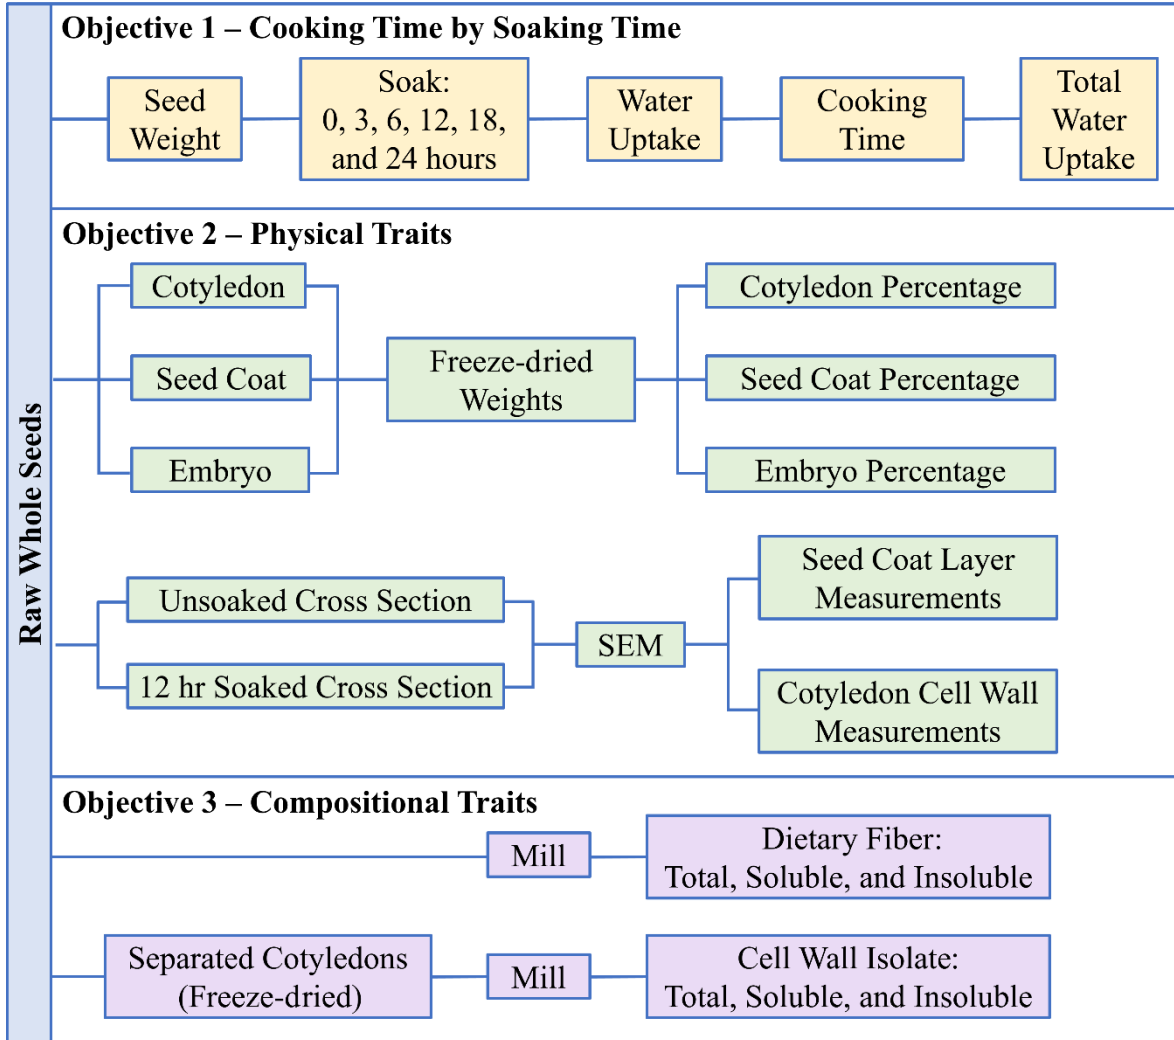 Raw Whole Seeds
Objective 1 – Cooking Time by Soaking Time
Seed
Weight
Soak:
0, 3, 6, 12, 18,
and 24 hours
Water
Uptake
Cooking
Time
Total
Water
Uptake
Objective 2 – Physical Traits
Cotyledon
Seed Coat
Embryo
Freeze-dried
Weights
Cotyledon Percentage
Seed Coat Percentage
Embryo Percentage
Unsoaked Cross Section
12 hr Soaked Cross Section
SEM
Seed Coat Layer
Measurements
Cotyledon Cell Wall
Measurements
Objective 3 – Compositional Traits
Mill
Dietary Fiber:
Total, Soluble, and Insoluble
Separated Cotyledons
(Freeze-dried)
Mill
Cell Wall Isolate:
Total, Soluble, and Insoluble